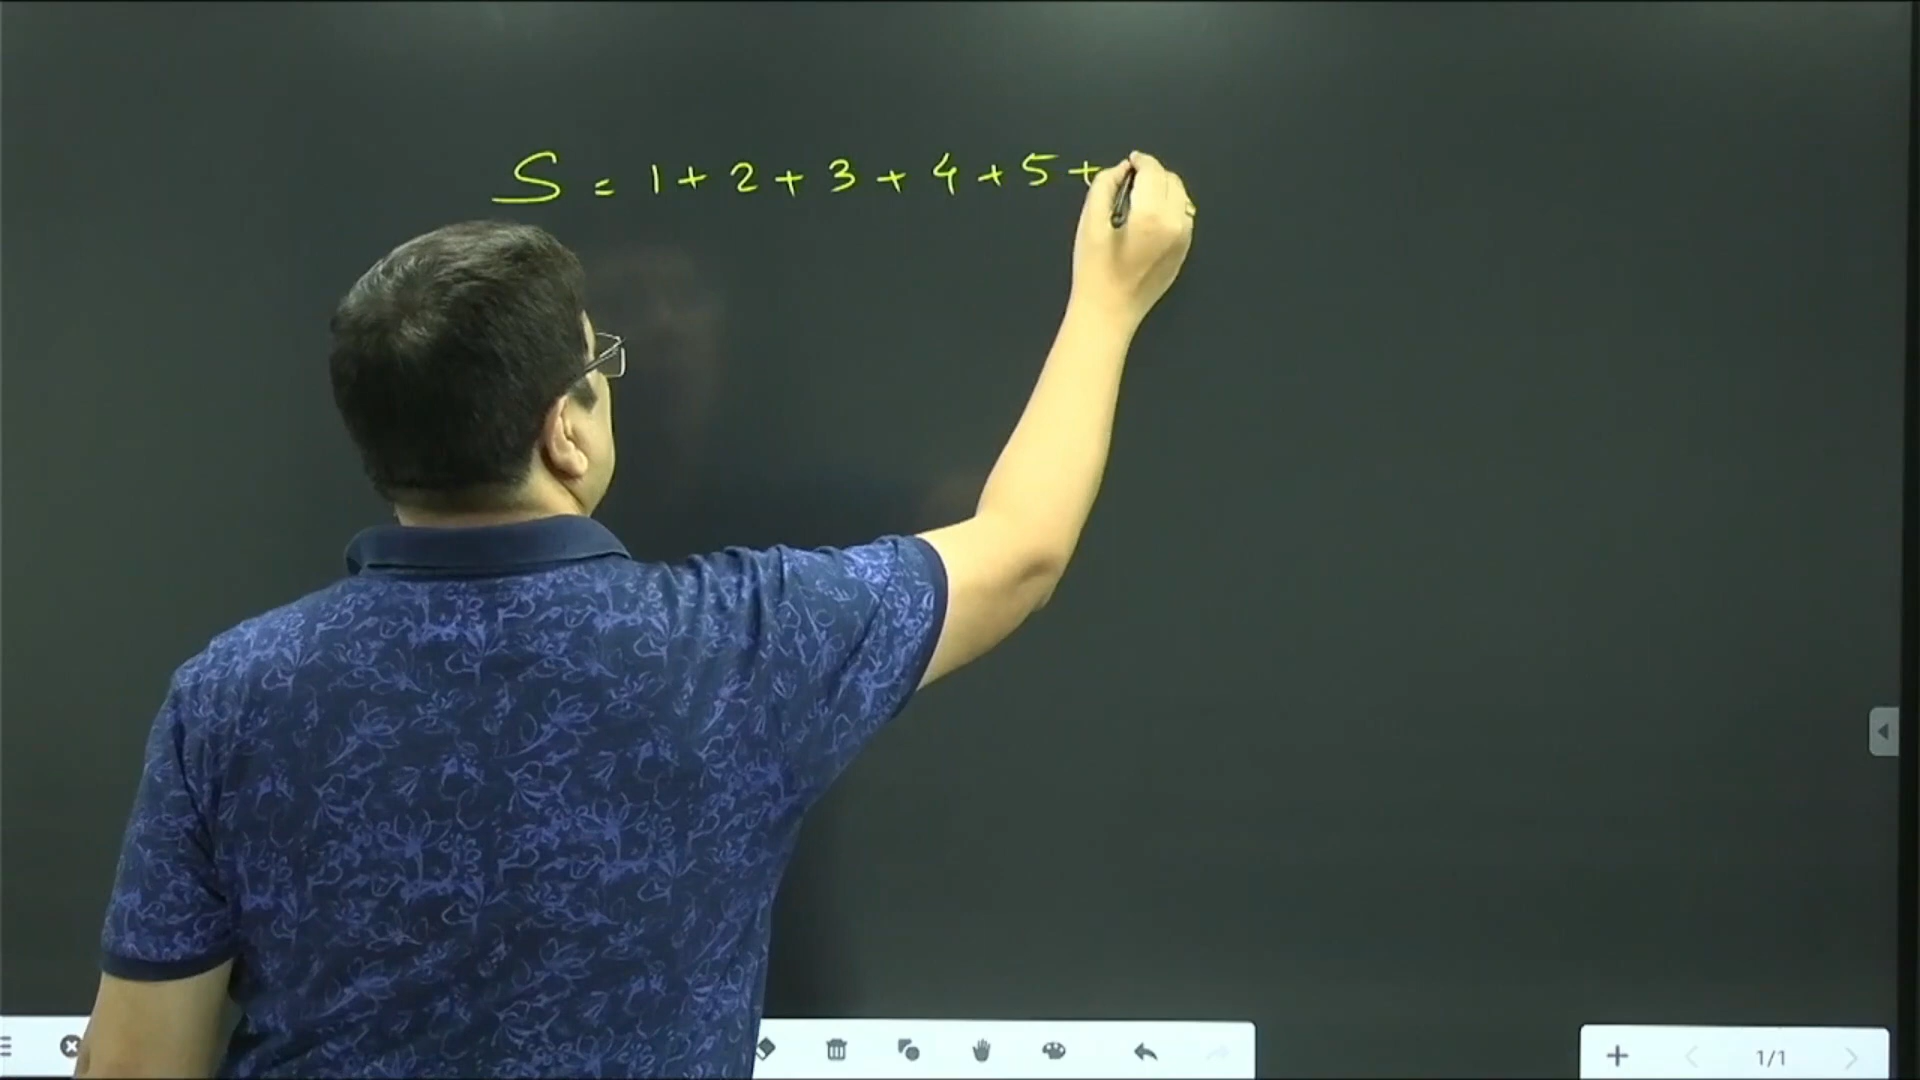 S = 1 + 2 + 3 + 4 + 5 +
1/1